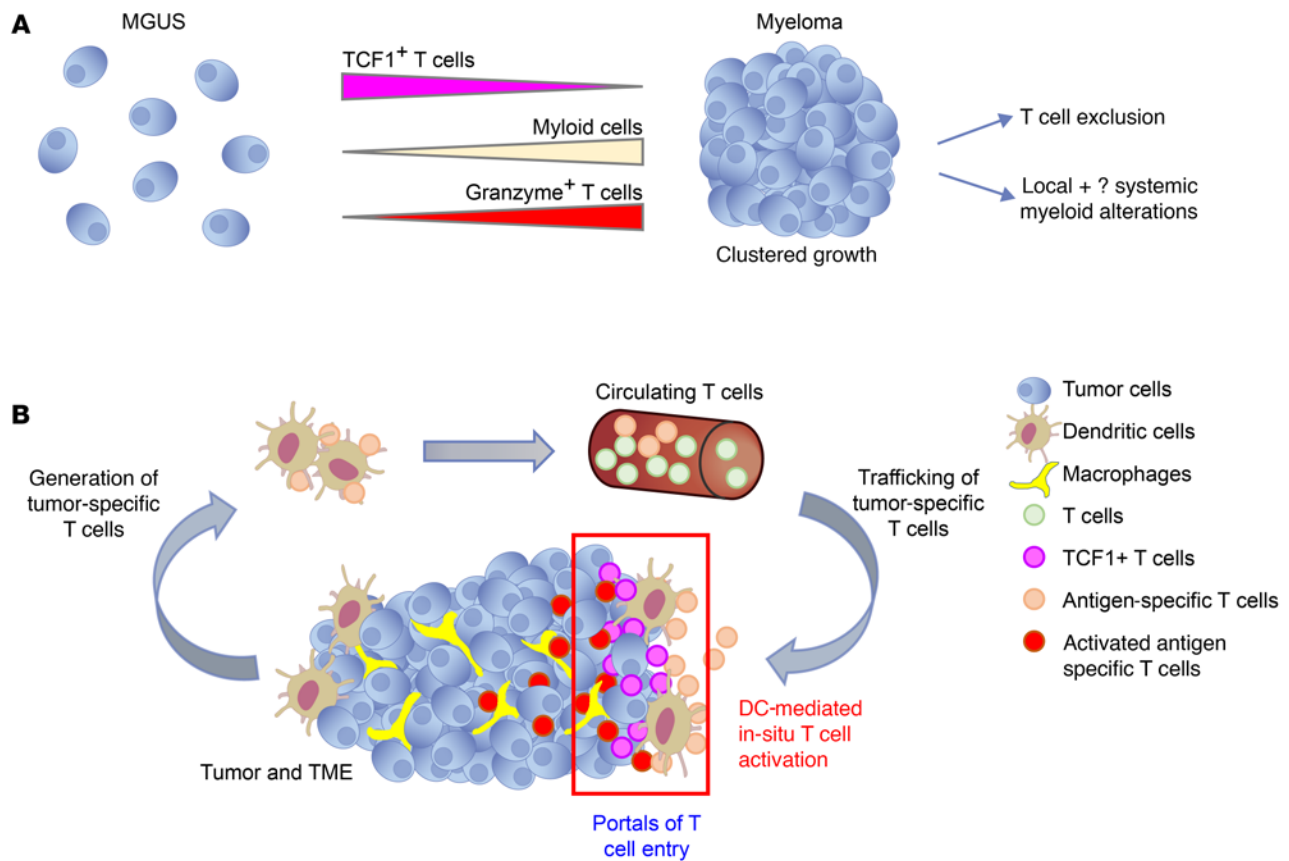 A
MGUS
Myeloma
TCF1+ T cells
Myloid cells
Granzyme+ T cells
T cell exclusion
Local + ? systemic
myeloid alterations
Clustered growth
B
Circulating T cells
Generation of
tumor-specific
T cells
Trafficking of
tumor-specific
T cells
Tumor cells
Dendritic cells
Macrophages
T cells
TCF1+ T cells
Antigen-specific T cells
Activated antigen
specific T cells
DC-mediated
in-situ T cell
activation
Tumor and TME
Portals of T
cell entry